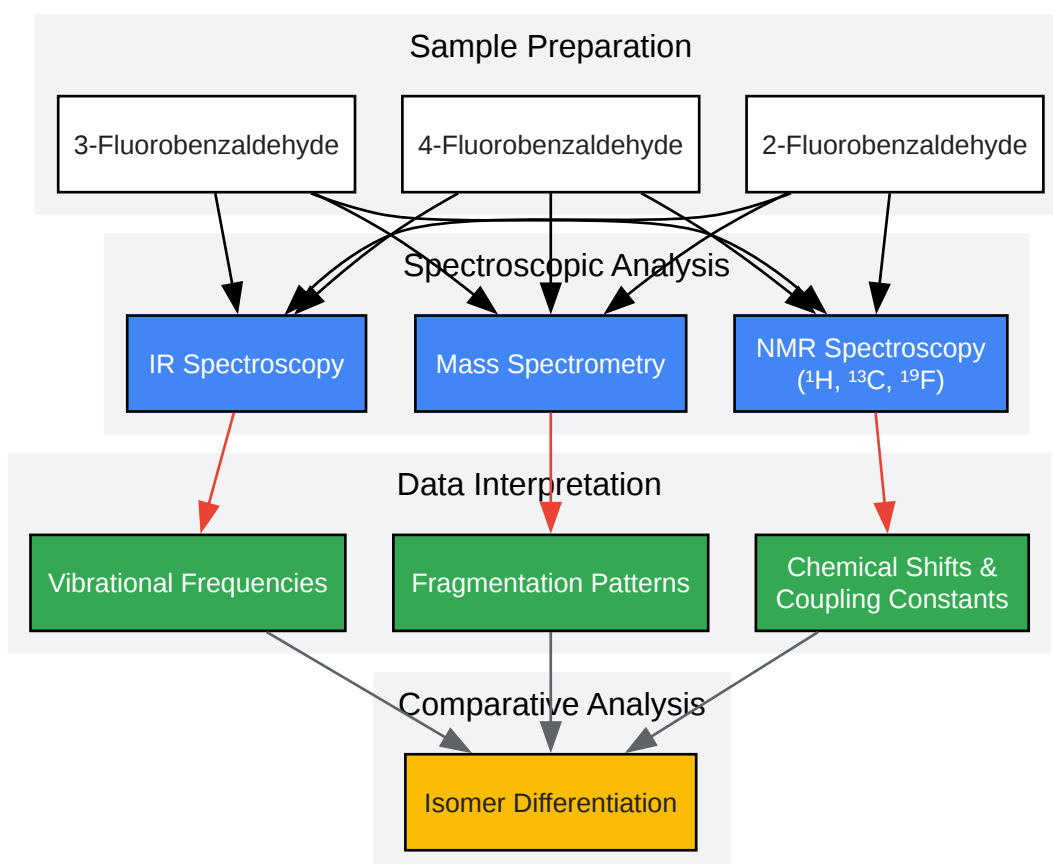 Sample Preparation
3-Fluorobenzaldehyde
4-Fluorobenzaldehyde
2-Fluorobenzaldehyde
Spectroscopic Analysis
IR Spectroscopy
Mass Spectrometry
NMR Spectroscopy
(¹H, ¹³C, ¹⁹F)
Data Interpretation
Vibrational Frequencies
Fragmentation Patterns
Chemical Shifts &
Coupling Constants
Comparative Analysis
Isomer Differentiation